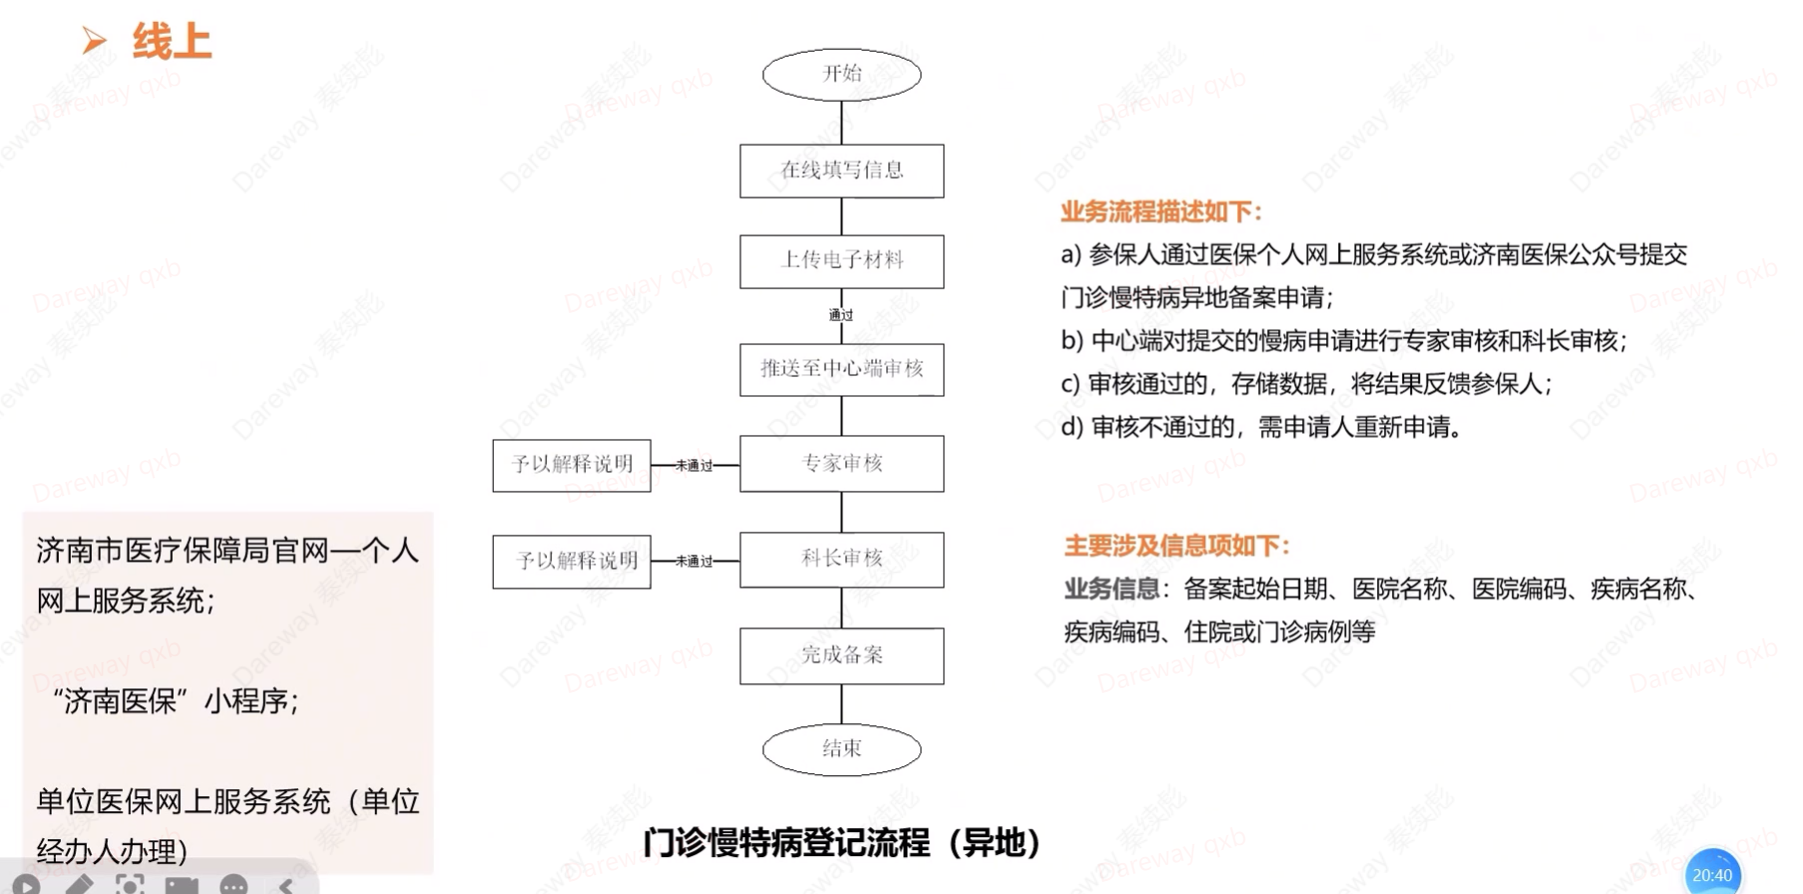 线上
开始
在线填写信息
上传电子材料
通过
推送至中心端审核
专家审核
未通过
予以解释说明
科长审核
未通过
予以解释说明
完成备案
结束
门诊慢特病登记流程（异地）
济南市医疗保障局官网—个人
网上服务系统；
“济南医保”小程序；
单位医保网上服务系统（单位
经办人办理）
业务流程描述如下：
a) 参保人通过医保个人网上服务系统或济南医保公众号提交
门诊慢特病异地备案申请；
b) 中心端对提交的慢病申请进行专家审核和科长审核；
c) 审核通过的，存储数据，将结果反馈参保人；
d) 审核不通过的，需申请人重新申请。
主要涉及信息项如下：
业务信息：备案起始日期、医院名称、医院编码、疾病名称、
疾病编码、住院或门诊病例等
20:40
Dareway 秦续彪
Dareway qxb